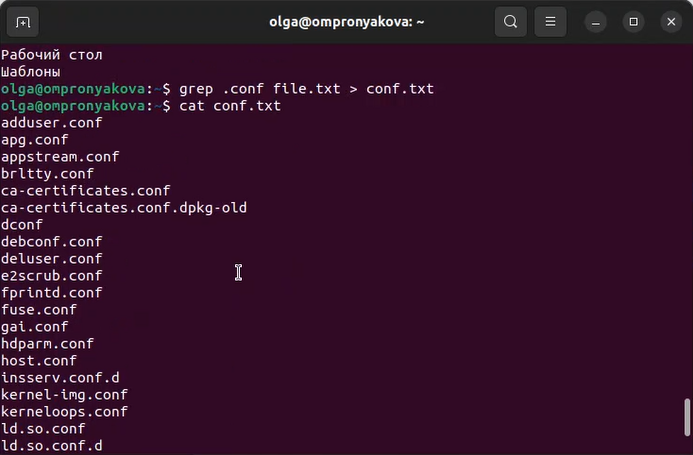 olga@ompronyakova: ~
Рабочий стол
Шаблоны
olga@ompronyakova:~$ grep .conf file.txt > conf.txt
olga@ompronyakova:~$ cat conf.txt
adduser.conf
apg.conf
appstream.conf
brltty.conf
ca-certificates.conf
ca-certificates.conf.dpkg-old
dconf
debconf.conf
deluser.conf
e2scrub.conf
fprintd.conf
fuse.conf
gai.conf
hdparm.conf
host.conf
insserv.conf.d
kernel-img.conf
kerneloops.conf
ld.so.conf
ld.so.conf.d